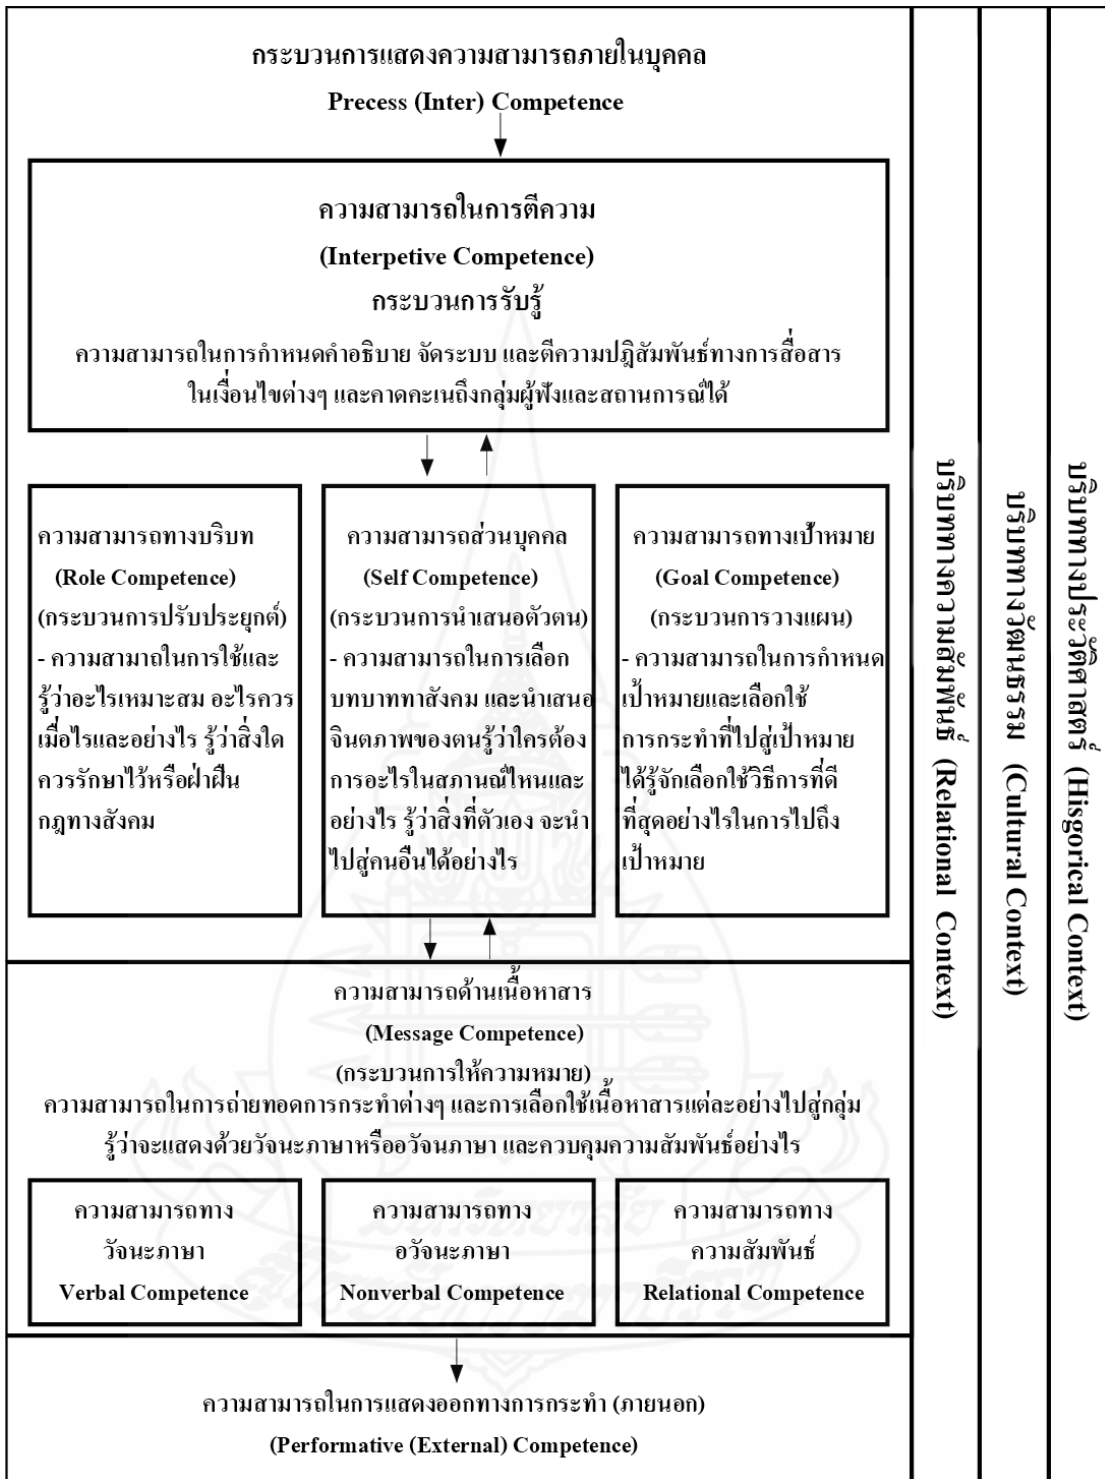 กระบวนการแสดงความสามารถภายในบุคคล
Precess (Inter) Competence
ความสามารถในการตีความ
(Interpetive Competence)
กระบวนการรับรู้
ความสามารถในการกำหนดคำอธิบาย จัดระบบ และตีความปฎิสัมพันธ์ทางการสื่อสาร
ในเงื่อนไขต่างๆ และคาดคะเนถึงกลุ่มผู้ฟังและสถานการณ์ได้
ความสามารถทางบริบท
(Role Competence)
(กระบวนการปรับประยุกต์)
- ความสามาถในการใช้และ
รู้ว่าอะไรเหมาะสม อะไรควร
เมื่อไรและอย่างไร รู้ว่าสิ่งใด
ควรรักษาไว้หรือฝ่าฝืน
กฎทางสังคม
ความสามารถส่วนบุคคล
(Self Competence)
(กระบวนการนำเสนอตัวตน)
- ความสามารถในการเลือก
บทบาททาสังคม และนำเสนอ
จินตภาพของตนรู้ว่าใครต้อง
การอะไรในสภานณ์ไหนและ
อย่างไร รู้ว่าสิ่งที่ตัวเอง จะนำ
ไปสู่คนอื่นได้อย่างไร
ความสามารถทางเป้าหมาย
(Goal Competence)
(กระบวนการวางแผน)
- ความสามารถในการกำหนด
เป้าหมายและเลือกใช้
การกระทำที่ไปสู่เป้าหมาย
ได้รู้จักเลือกใช้วิธีการที่ดี
ที่สุดอย่างไรในการไปถึง
เป้าหมาย
ความสามารถด้านเนื้อหาสาร
(Message Competence)
(กระบวนการให้ความหมาย)
ความสามารถในการถ่ายทอดการกระทำต่างๆ และการเลือกใช้เนื้อหาสารแต่ละอย่างไปสู่กลุ่ม
รู้ว่าจะแสดงด้วยวัจนะภาษาหรืออวัจนภาษา และควบคุมความสัมพันธ์อย่างไร
ความสามารถทาง
วัจนะภาษา
Verbal Competence
ความสามารถทาง
อวัจนะภาษา
Nonverbal Competence
ความสามารถทาง
ความสัมพันธ์
Relational Competence
ความสามารถในการแสดงออกทางการกระทำ (ภายนอก)
(Performative (External) Competence)
บริบททางความสัมพันธ์ (Relational Context)
บริบททางวัฒนธรรม (Cultural Context)
บริบททางประวัติศาสตร์ (Hisgorical Context)